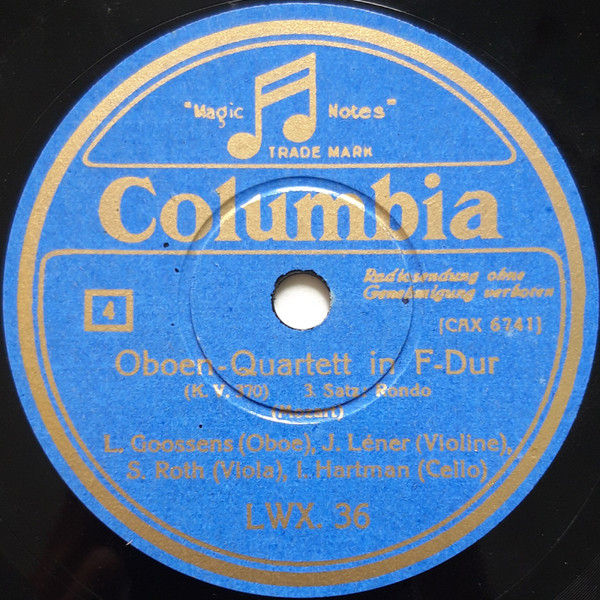 "Magic Notes"
TRADE MARK
Columbia
Radiosendung ohne
Genehmigung verboten
4
[CAX 6741]
Oboen-Quartett in F-Dur
(K. V. 370) 3. Satz: Rondo
(Mozart)
L. Goossens (Oboe), J. Léner (Violine),
S. Roth (Viola), I. Hartman (Cello)
LWX. 36